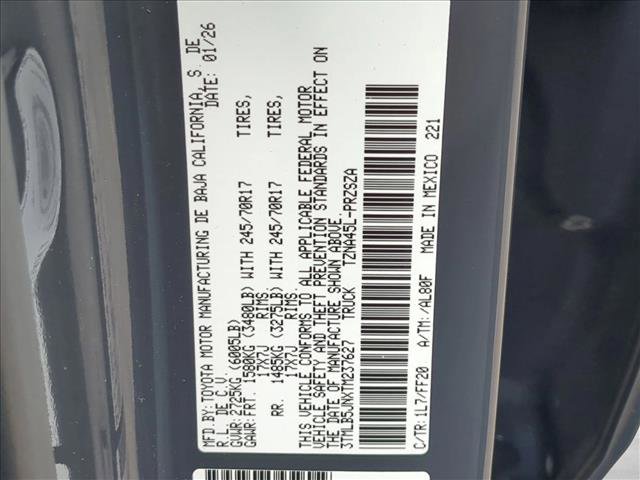 MFD.BY: TOYOTA MOTOR MANUFACTURING DE BAJA CALIFORNIA, S. DE
R.L. DE C.V. DATE: 01/26
GVWR: 2725KG (6005LB)
GAWR: FRT. 1580KG (3480LB) WITH 245/70R17 TIRES,
17X7J RIMS
RR. 1485KG (3275LB) WITH 245/70R17 TIRES,
17X7J RIMS.
THIS VEHICLE CONFORMS TO ALL APPLICABLE FEDERAL MOTOR
VEHICLE SAFETY AND THEFT PREVENTION STANDARDS IN EFFECT ON
THE DATE OF MANUFACTURE SHOWN ABOVE.
3TMLB5JNXTM237627 TRUCK TZNA45L-PRZSZA
C/TR: 1L7/FF20 A/TM: /AL80F MADE IN MEXICO 221